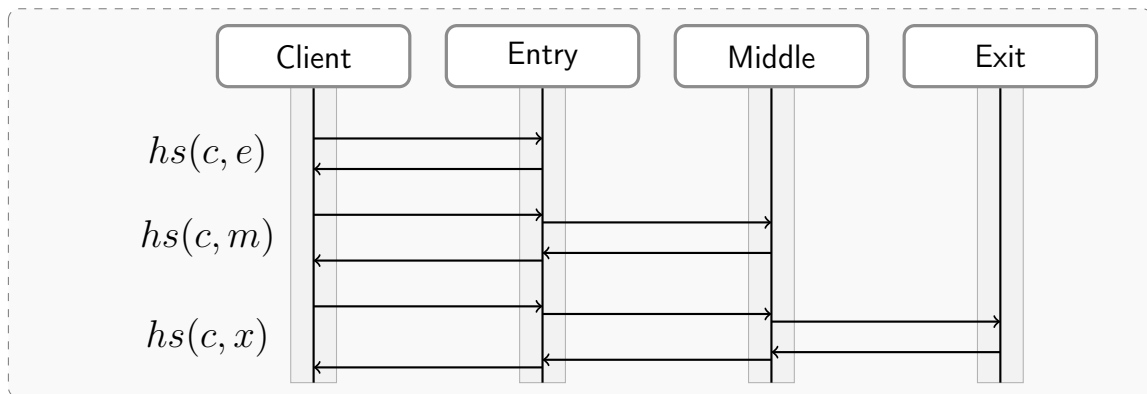 Client Entry Middle Exit
hs(c, e)
hs(c, m)
hs(c, x)